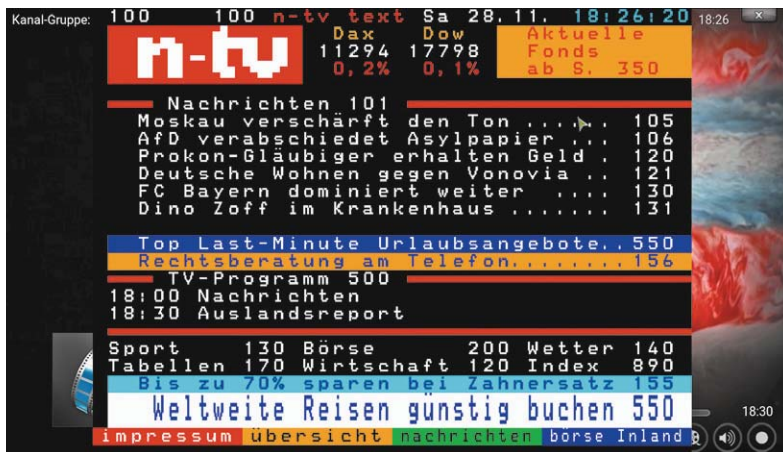 Kanal-Gruppe:
100 100 n-tv text Sa 28.11. 18:26:20
18:26
n-tv
Dax Dow
11294 17798
0,2% 0,1%
Aktuelle
Fonds
ab S. 350
Nachrichten 101
Moskau verschärft den Ton ....... 105
AfD verabschiedet Asylpapier ... 106
Prokon-Gläubiger erhalten Geld . 120
Deutsche Wohnen gegen Vonovia .. 121
FC Bayern dominiert weiter .... 130
Dino Zoff im Krankenhaus ....... 131
Top Last-Minute Urlaubsangebote.. 550
Rechtsberatung am Telefon........ 156
TV-Programm 500
18:00 Nachrichten
18:30 Auslandsreport
Sport 130 Börse 200 Wetter 140
Tabellen 170 Wirtschaft 120 Index 890
Bis zu 70% sparen bei Zahnersatz 155
Weltweite Reisen günstig buchen 550
18:30
impressum übersicht nachrichten börse Inland